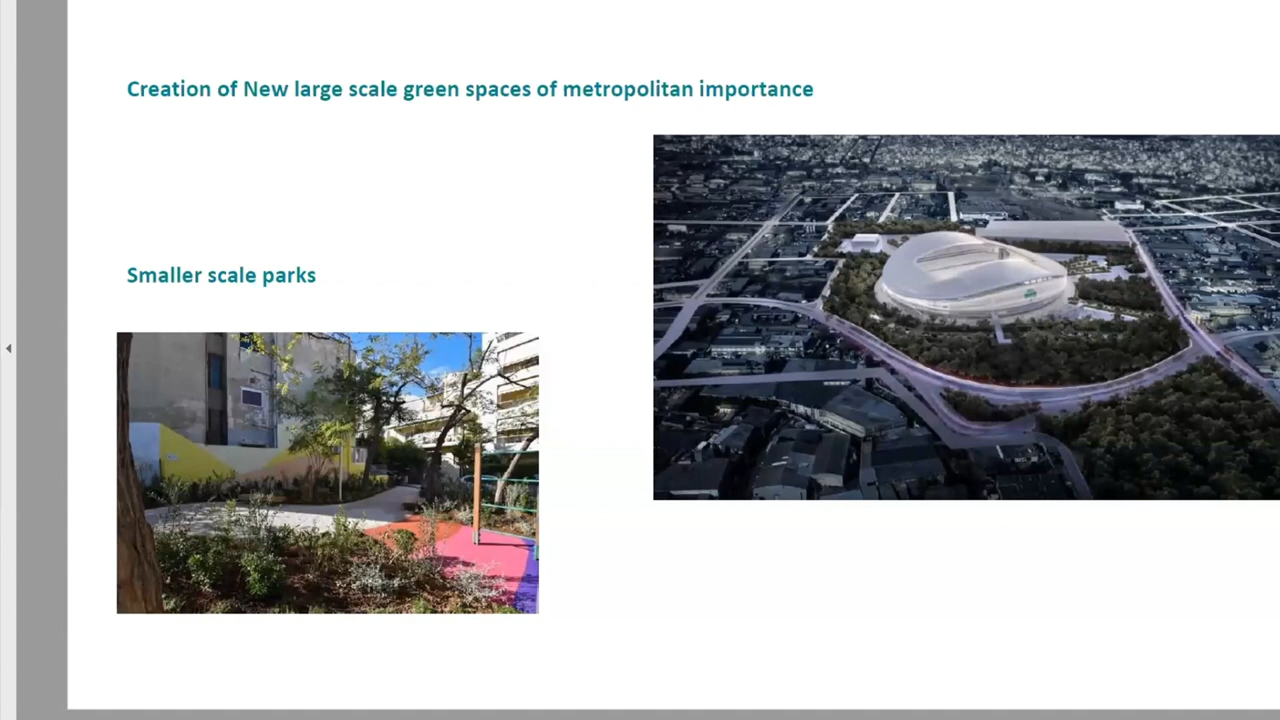 Creation of New large scale green spaces of metropolitan importance
Smaller scale parks